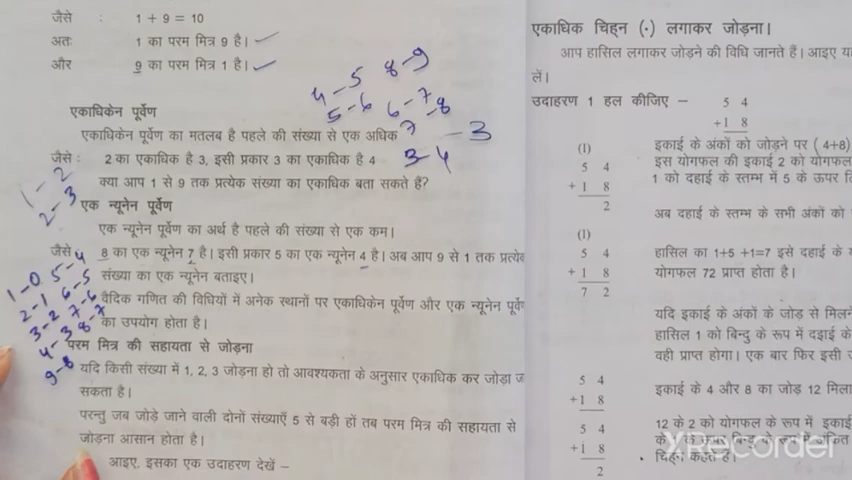 जैसे : 1 + 9 = 10
अतः 1 का परम मित्र 9 है।
और 9 का परम मित्र 1 है।
4-5 8-9
5-6 6-7
7-8
-3
3-4
एकाधिकेन पूर्वेण
एकाधिकेन पूर्वेण का मतलब है पहले की संख्या से एक अधिक
जैसे : 2 का एकाधिक है 3, इसी प्रकार 3 का एकाधिक है 4
क्या आप 1 से 9 तक प्रत्येक संख्या का एकाधिक बता सकते हैं?
1-2
2-3
एक न्यूनेन पूर्वेण
एक न्यूनेन पूर्वेण का अर्थ है पहले की संख्या से एक कम।
जैसे 8 का एक न्यूनेन 7 है। इसी प्रकार 5 का एक न्यूनेन 4 है। अब आप 9 से 1 तक प्रत्ये
संख्या का एक न्यूनेन बताइए।
1-0 5-4
2-1 6-5
3-2 7-6
4-3 8-7
9-8
वैदिक गणित की विधियों में अनेक स्थानों पर एकाधिकेन पूर्वेण और एक न्यूनेन पूर्वे
का उपयोग होता है।
परम मित्र की सहायता से जोड़ना
यदि किसी संख्या में 1, 2, 3 जोड़ना हो तो आवश्यकता के अनुसार एकाधिक कर जोड़ा ज
सकता है।
परन्तु जब जोड़े जाने वाली दोनों संख्याएँ 5 से बड़ी हों तब परम मित्र की सहायता से
जोड़ना आसान होता है।
आइए, इसका एक उदाहरण देखें –
एकाधिक चिह्न (·) लगाकर जोड़ना।
आप हासिल लगाकर जोड़ने की विधि जानते हैं। आइए य
लें।
उदाहरण 1 हल कीजिए – 5 4
+1 8
(1)
5 4
+ 1 8
2
इकाई के अंकों को जोड़ने पर ( 4+8)
इस योगफल की इकाई 2 को योगफल
1 को दहाई के स्तम्भ में 5 के ऊपर
अब दहाई के स्तम्भ के सभी अंकों को
(1)
5 4
+ 1 8
7 2
हासिल का 1+5 +1=7 इसे दहाई के
योगफल 72 प्राप्त होता है।
यदि इकाई के अंकों के जोड़ से मिलने
हासिल 1 को बिन्दु के रूप में दहाई के
वही प्राप्त होगा। एक बार फिर इसी
5 4
+1 8
इकाई के 4 और 8 का जोड़ 12 मिला
5 4
+ i 8
2
12 के 2 को योगफल के रूप में इकाई
के ऊपर बिन्दु के रूप में अंकित
चिह्न कहते हैं।
XRecorder